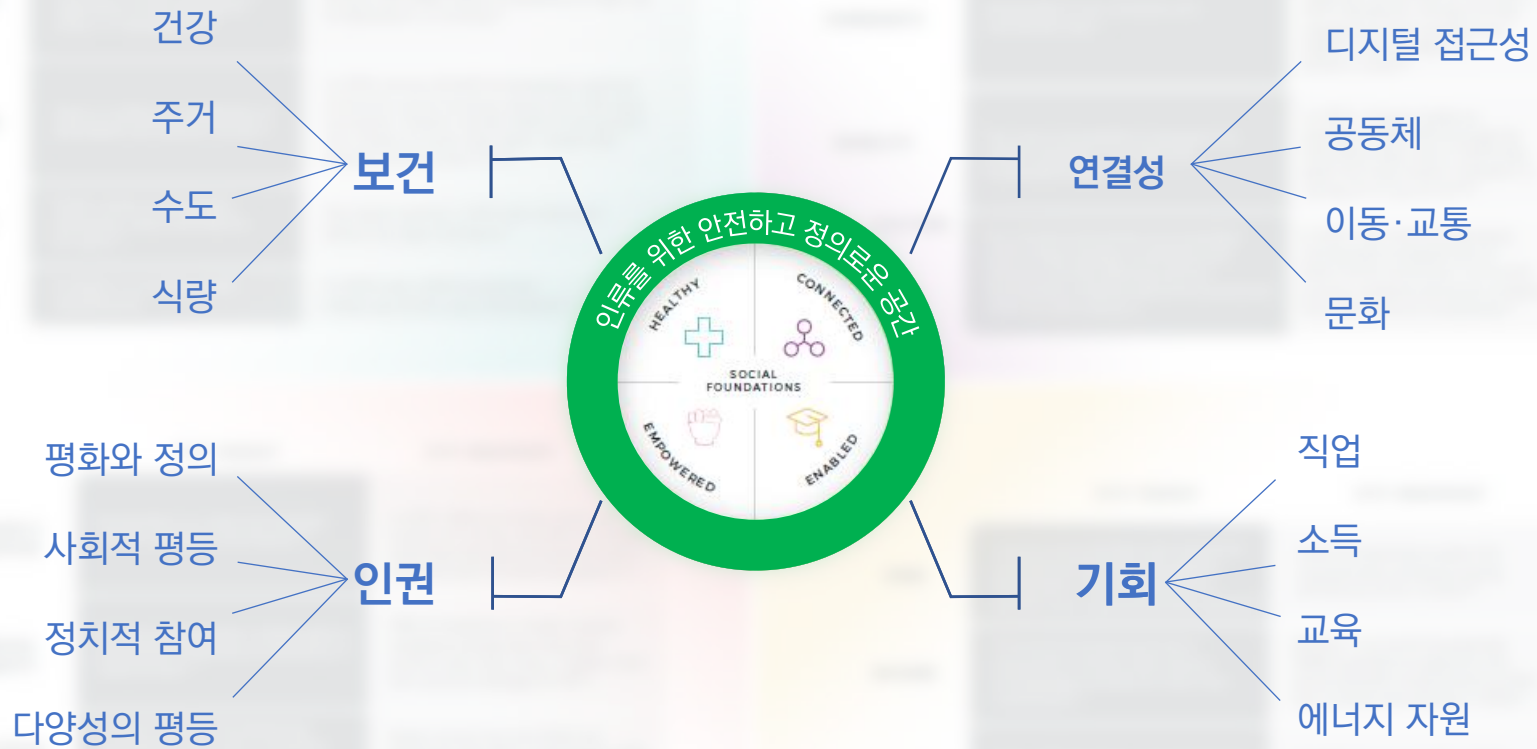 건강
주거
수도
식량
보건
디지털 접근성
공동체
이동·교통
문화
연결성
인류를 위한 안전하고 정의로운 공간
HEALTHY
CONNECTED
SOCIAL
FOUNDATIONS
EMPOWERED
ENABLED
평화와 정의
사회적 평등
정치적 참여
다양성의 평등
인권
기회
직업
소득
교육
에너지 자원